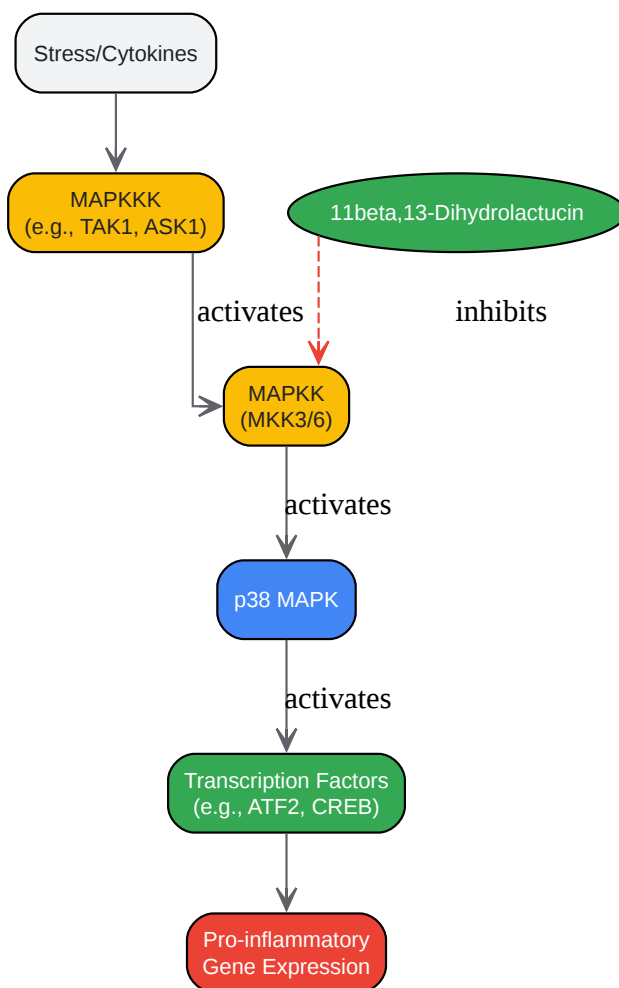 Stress/Cytokines
MAPKKK
(e.g., TAK1, ASK1)
11beta,13-Dihydrolactucin
activates
inhibits
MAPKK
(MKK3/6)
activates
p38 MAPK
activates
Transcription Factors
(e.g., ATF2, CREB)
Pro-inflammatory
Gene Expression